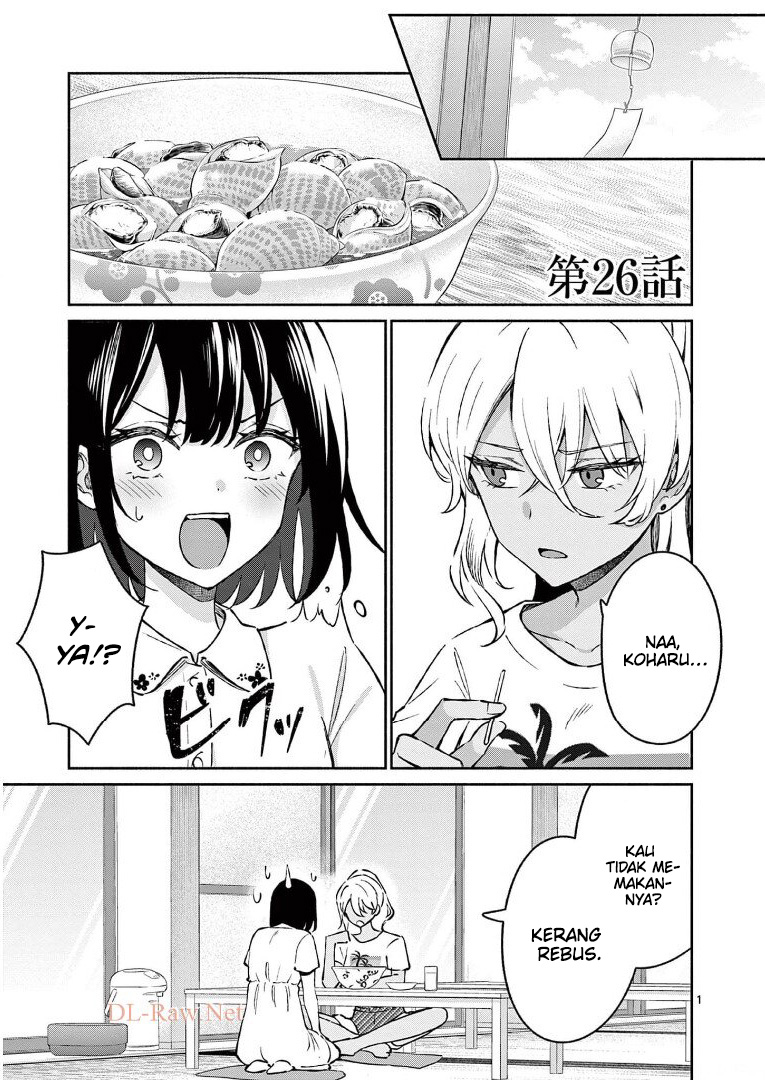 第26話
NAA,
KOHARU...
Y-
YA!?
ビクッ
KAU
TIDAK ME-
MAKAN-
NYA?
KERANG
REBUS.
DL-Raw.Net
1